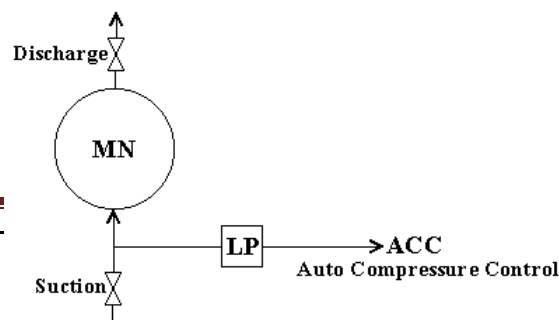 Discharge
MN
LP
ACC
Auto Compressure Control
Suction